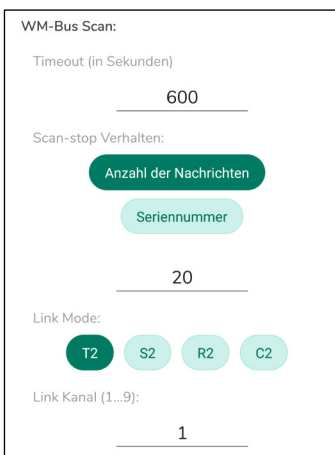 WM-Bus Scan:
Timeout (in Sekunden)
600
Scan-stop Verhalten:
Anzahl der Nachrichten
Seriennummer
20
Link Mode:
T2 S2 R2 C2
Link Kanal (1...9):
1